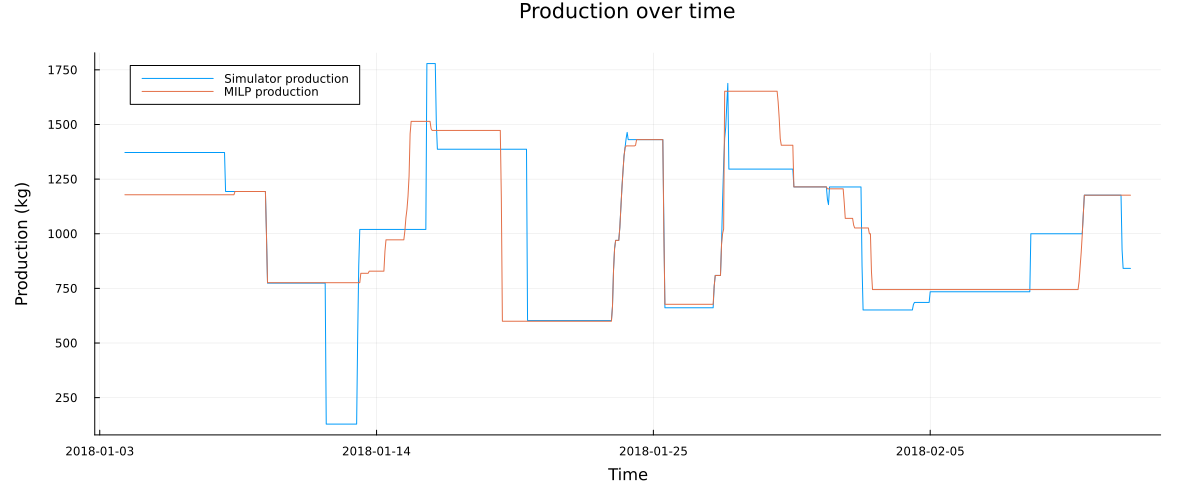 Production over time
Simulator production
MILP production
Production (kg)
1750
1500
1250
1000
750
500
250
2018-01-03
2018-01-14
2018-01-25
2018-02-05
Time